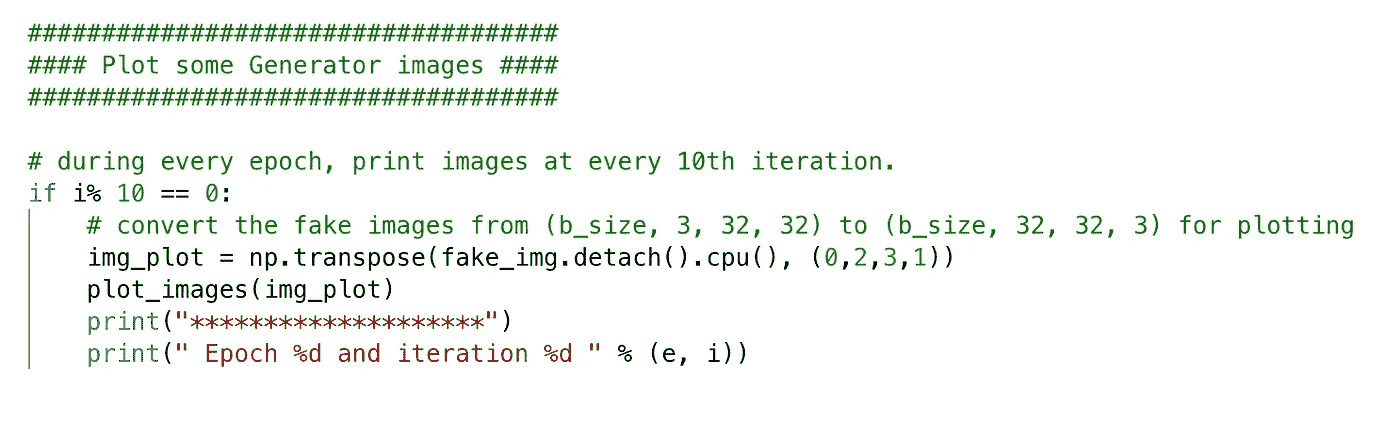 ####################################
#### Plot some Generator images ####
####################################
# during every epoch, print images at every 10th iteration.
if i% 10 == 0:
    # convert the fake images from (b_size, 3, 32, 32) to (b_size, 32, 32, 3) for plotting
    img_plot = np.transpose(fake_img.detach().cpu(), (0,2,3,1))
    plot_images(img_plot)
    print("********************")
    print(" Epoch %d and iteration %d " % (e, i))